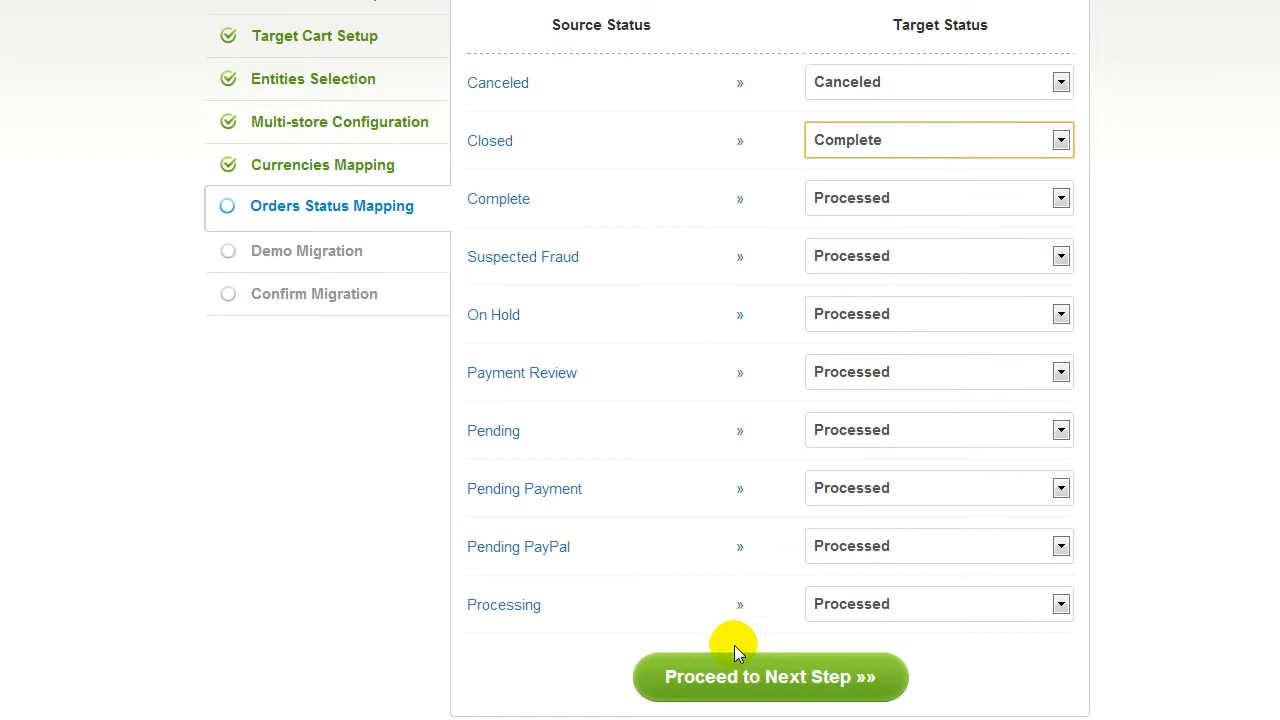 Target Cart Setup
Entities Selection
Multi-store Configuration
Currencies Mapping
Orders Status Mapping
Demo Migration
Confirm Migration
Source Status Target Status
Canceled » Canceled
Closed » Complete
Complete » Processed
Suspected Fraud » Processed
On Hold » Processed
Payment Review » Processed
Pending » Processed
Pending Payment » Processed
Pending PayPal » Processed
Processing » Processed
Proceed to Next Step »»